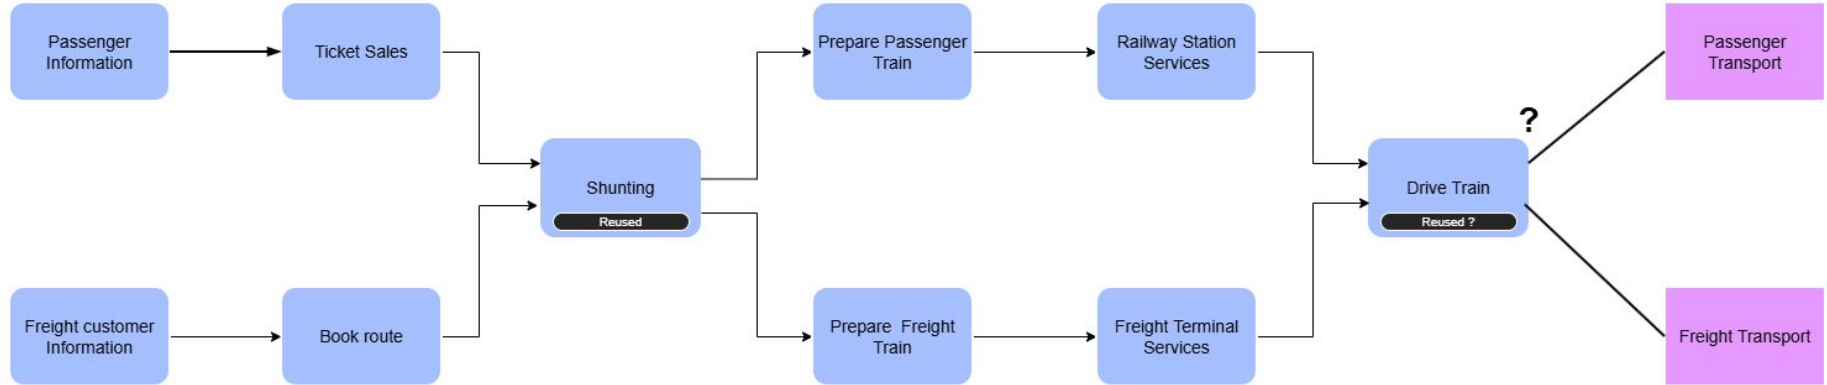 Passenger
Information
Ticket Sales
Prepare Passenger
Train
Railway Station
Services
Passenger
Transport
?
Shunting
Reused
Drive Train
Reused ?
Freight customer
Information
Book route
Prepare  Freight
Train
Freight Terminal
Services
Freight Transport